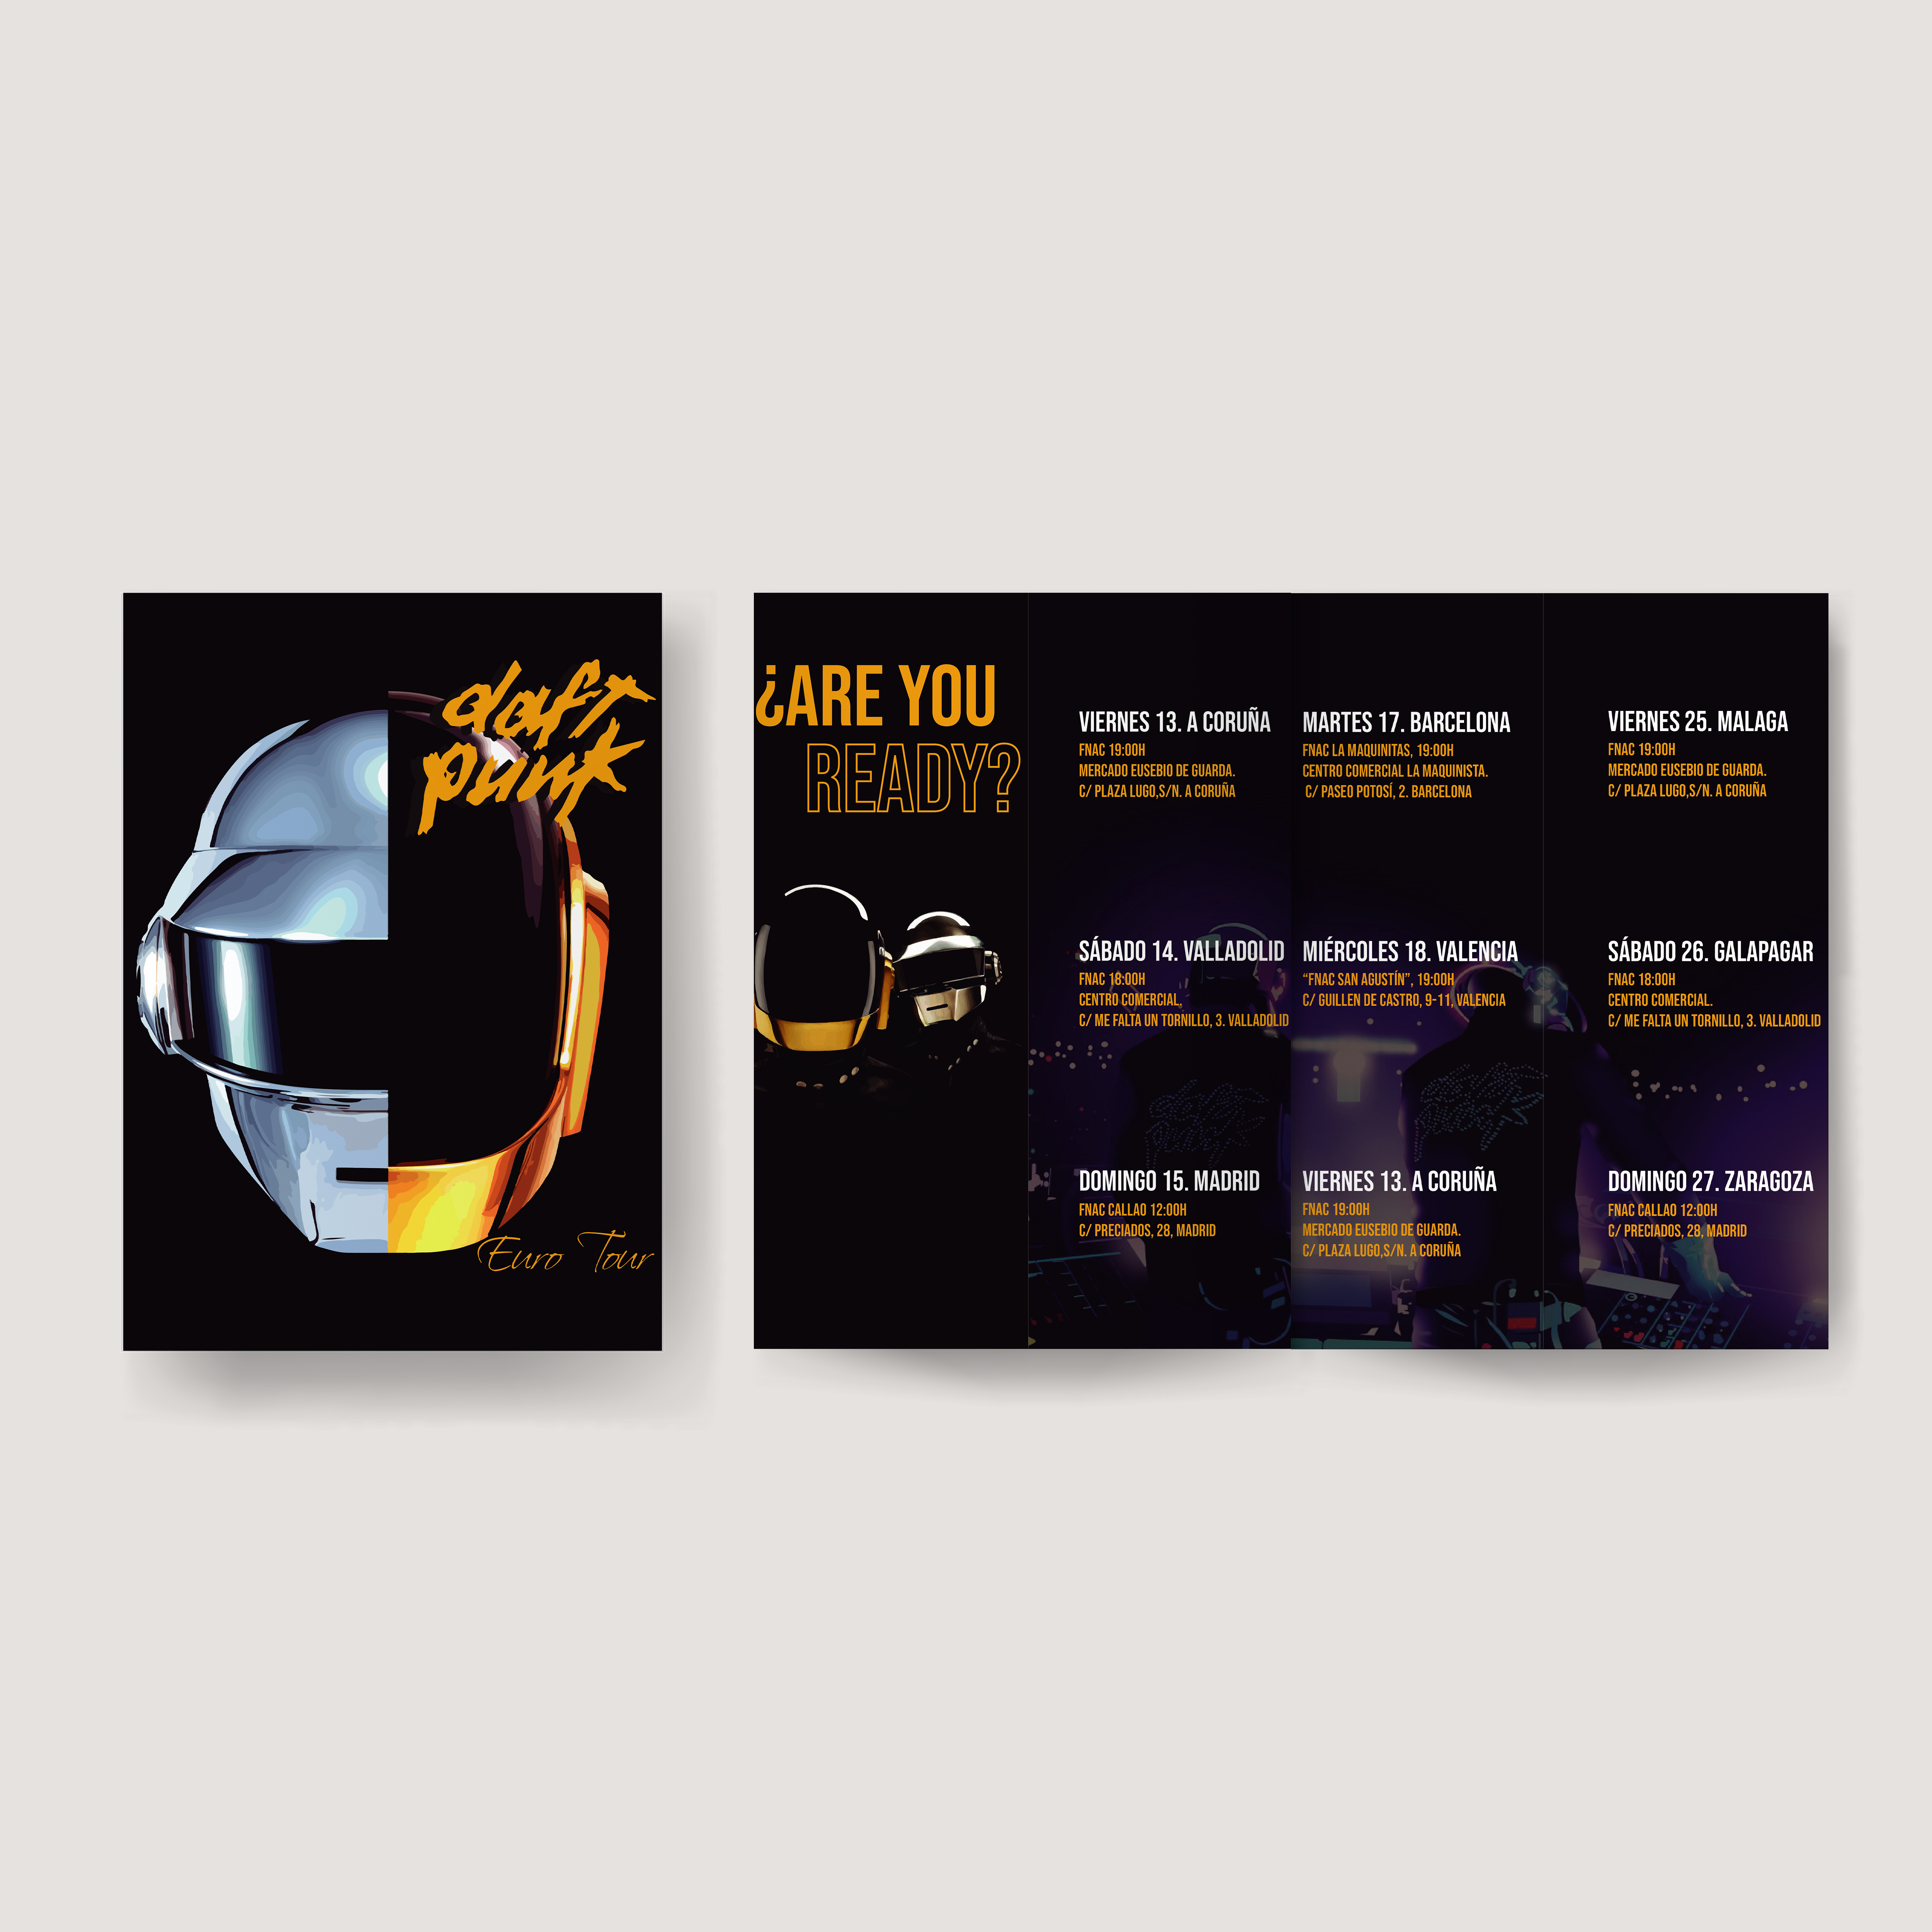 daft
punk
Euro Tour
¿ARE YOU
READY?
VIERNES 13. A CORUÑA
FNAC 19:00H
MERCADO EUSEBIO DE GUARDA.
C/ PLAZA LUGO,S/N. A CORUÑA
SÁBADO 14. VALLADOLID
FNAC 18:00H
CENTRO COMERCIAL.
C/ ME FALTA UN TORNILLO, 3. VALLADOLID
DOMINGO 15. MADRID
FNAC CALLAO 12:00H
C/ PRECIADOS, 28, MADRID
MARTES 17. BARCELONA
FNAC LA MAQUINITAS, 19:00H
CENTRO COMERCIAL LA MAQUINISTA.
C/ PASEO POTOSÍ, 2. BARCELONA
MIÉRCOLES 18. VALENCIA
“FNAC SAN AGUSTÍN”, 19:00H
C/ GUILLEN DE CASTRO, 9-11, VALENCIA
VIERNES 13. A CORUÑA
FNAC 19:00H
MERCADO EUSEBIO DE GUARDA.
C/ PLAZA LUGO,S/N. A CORUÑA
VIERNES 25. MALAGA
FNAC 19:00H
MERCADO EUSEBIO DE GUARDA.
C/ PLAZA LUGO,S/N. A CORUÑA
SÁBADO 26. GALAPAGAR
FNAC 18:00H
CENTRO COMERCIAL.
C/ ME FALTA UN TORNILLO, 3. VALLADOLID
DOMINGO 27. ZARAGOZA
FNAC CALLAO 12:00H
C/ PRECIADOS, 28, MADRID
daft
punk
daft
punk